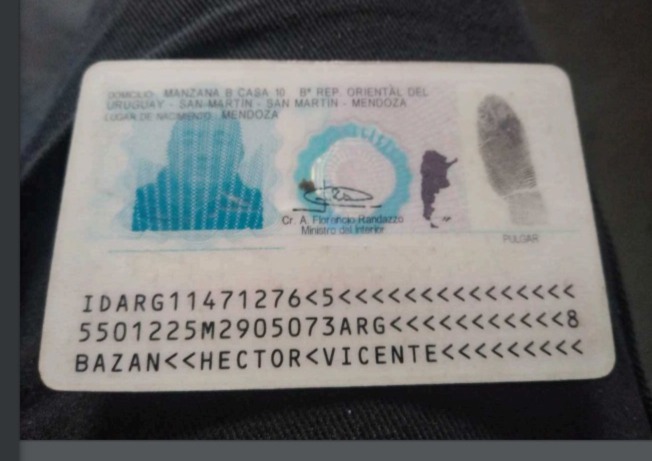 DOMICILIO: MANZANA B CASA 10 Bº REP. ORIENTAL DEL
URUGUAY - SAN MARTIN - SAN MARTIN - MENDOZA
LUGAR DE NACIMIENTO: MENDOZA
Cr. A. Florencio Randazzo
Ministro del Interior
PULGAR
IDARG11471276<5<<<<<<<<<<<<<<<
5501225M2905073ARG<<<<<<<<<<<8
BAZAN<<HECTOR<VICENTE<<<<<<<<<